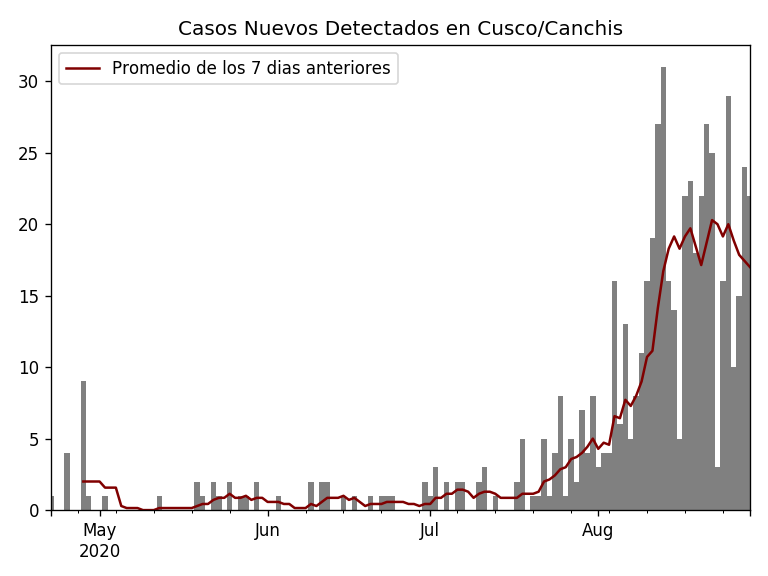 Casos Nuevos Detectados en Cusco/Canchis
Promedio de los 7 dias anteriores
30
25
20
15
10
5
0
May
2020
Jun
Jul
Aug